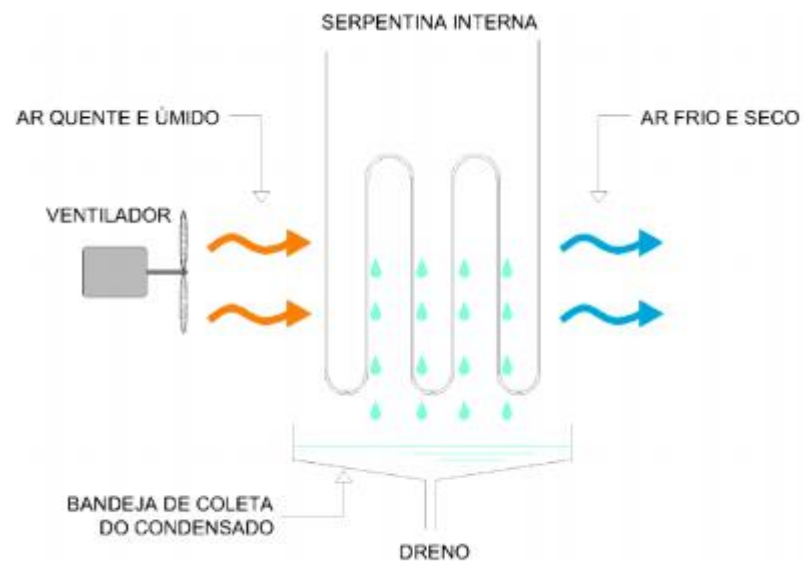 SERPENTINA INTERNA
AR QUENTE E ÚMIDO
AR FRIO E SECO
VENTILADOR
BANDEJA DE COLETA
DO CONDENSADO
DRENO